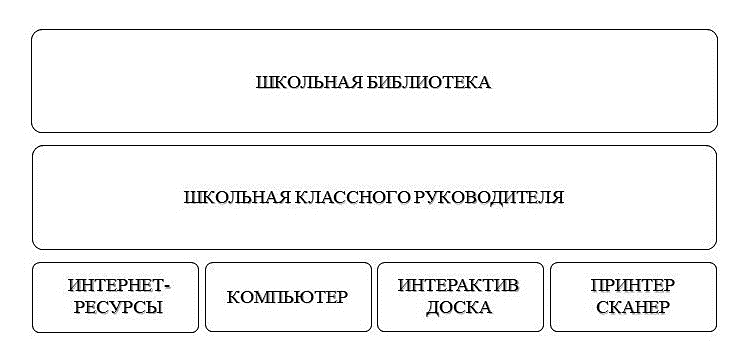 ШКОЛЬНАЯ БИБЛИОТЕКА
ШКОЛЬНАЯ КЛАССНОГО РУКОВОДИТЕЛЯ
ИНТЕРНЕТ-
РЕСУРСЫ
КОМПЬЮТЕР
ИНТЕРАКТИВ
ДОСКА
ПРИНТЕР
СКАНЕР